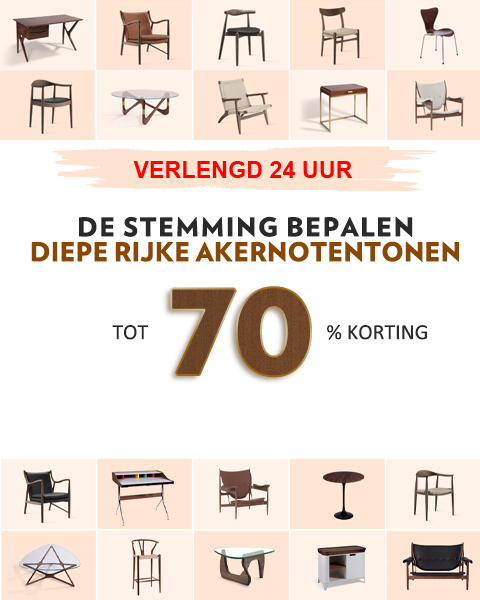 VERLENGD 24 UUR
DE STEMMING BEPALEN
DIEPE RIJKE AKERNOTENTONEN
TOT 70 % KORTING